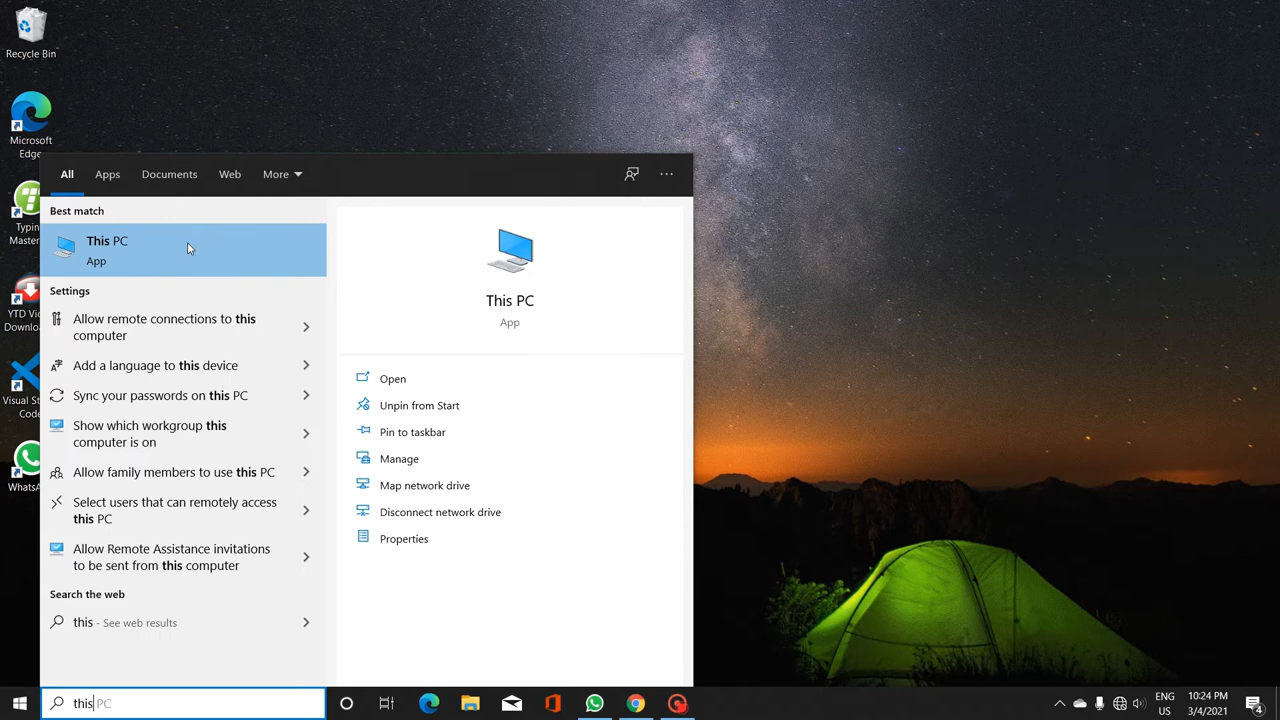 Recycle Bin
Microsoft
Edge
Typin
Master
YTD Vi
Downloa
Visual St
Code
WhatsA
All Apps Documents Web More
Best match
This PC
App
Settings
Allow remote connections to this
computer
Add a language to this device
Sync your passwords on this PC
Show which workgroup this
computer is on
Allow family members to use this PC
Select users that can remotely access
this PC
Allow Remote Assistance invitations
to be sent from this computer
Search the web
this - See web results
This PC
App
Open
Unpin from Start
Pin to taskbar
Manage
Map network drive
Disconnect network drive
Properties
this PC
ENG
US
10:24 PM
3/4/2021
4